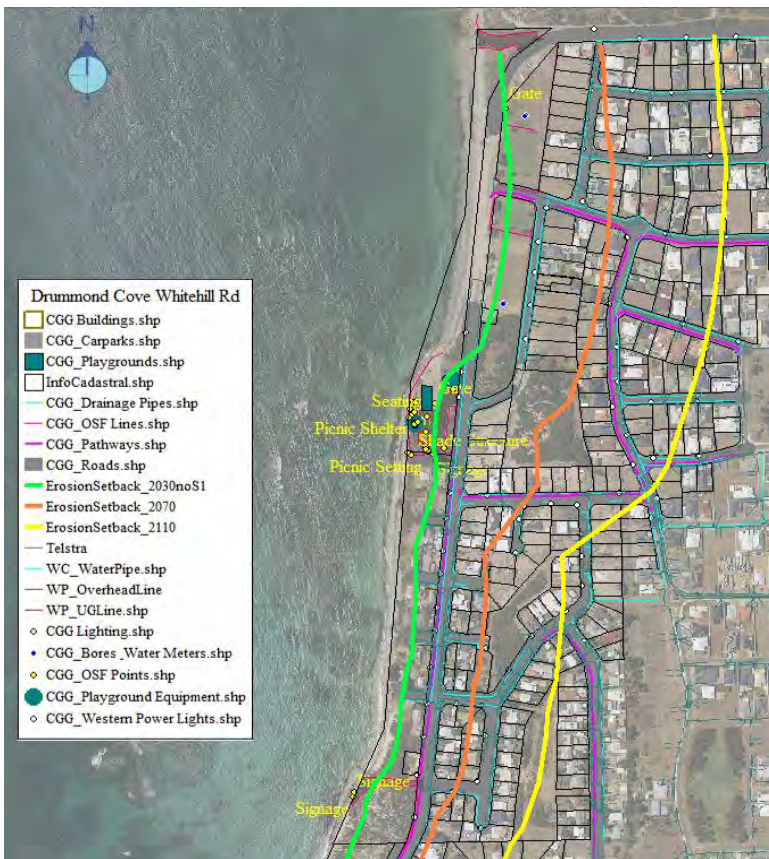 N
Gate
Drummond Cove Whitehill Rd
CGG Buildings.shp
CGG_Carparks.shp
CGG_Playgrounds.shp
InfoCadastral.shp
CGG_Drainage Pipes.shp
CGG_OSF Lines.shp
CGG_Pathways.shp
CGG_Roads.shp
ErosionSetback_2030noS1
ErosionSetback_2070
ErosionSetback_2110
Telstra
WC_WaterPipe.shp
WP_OverheadLine
WP_UGLine.shp
CGG Lighting.shp
CGG_Bores_Water Meters.shp
CGG_OSF Points.shp
CGG_Playground Equipment.shp
CGG_Western Power Lights.shp
Gate
Seating
Picnic Shelter
Shade Structure
Picnic Setting
Signage
Signage